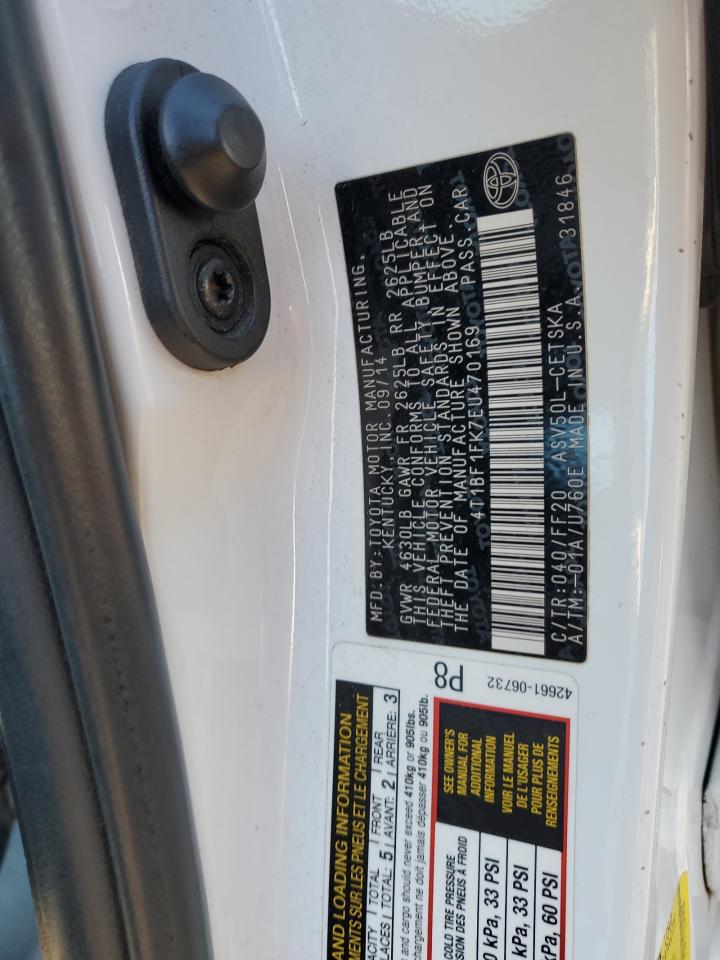 MFD. BY: TOYOTA MOTOR MANUFACTURING,
KENTUCKY, INC. 09/14
GVWR 4630LB GAWR FR 2625LB RR 2625LB
THIS VEHICLE CONFORMS TO ALL APPLICABLE
FEDERAL MOTOR VEHICLE SAFETY, BUMPER, AND
THEFT PREVENTION STANDARDS IN EFFECT ON
THE DATE OF MANUFACTURE SHOWN ABOVE.
4T1BF1FK7EU470169 PASS.CAR
C/TR:040/FF20 ASV50L-CETSKA
A/TM:-01A/U760E MADE IN U.S.A. 31846
P8
42661-06732
AND LOADING INFORMATION
MENTS SUR LES PNEUS ET LE CHARGEMENT
ACITY TOTAL FRONT REAR
LACES TOTAL: 5 AVANT: 2 ARRIÈRE: 3
and cargo should never exceed 410kg or 905lbs.
chargement ne doit jamais dépasser 410kg ou 905lb.
COLD TIRE PRESSURE
SSION DES PNEUS A FROID
0 kPa, 33 PSI
kPa, 33 PSI
kPa, 60 PSI
SEE OWNER'S
MANUAL FOR
ADDITIONAL
INFORMATION
VOIR LE MANUEL
DE L'USAGER
POUR PLUS DE
RENSEIGNEMENTS